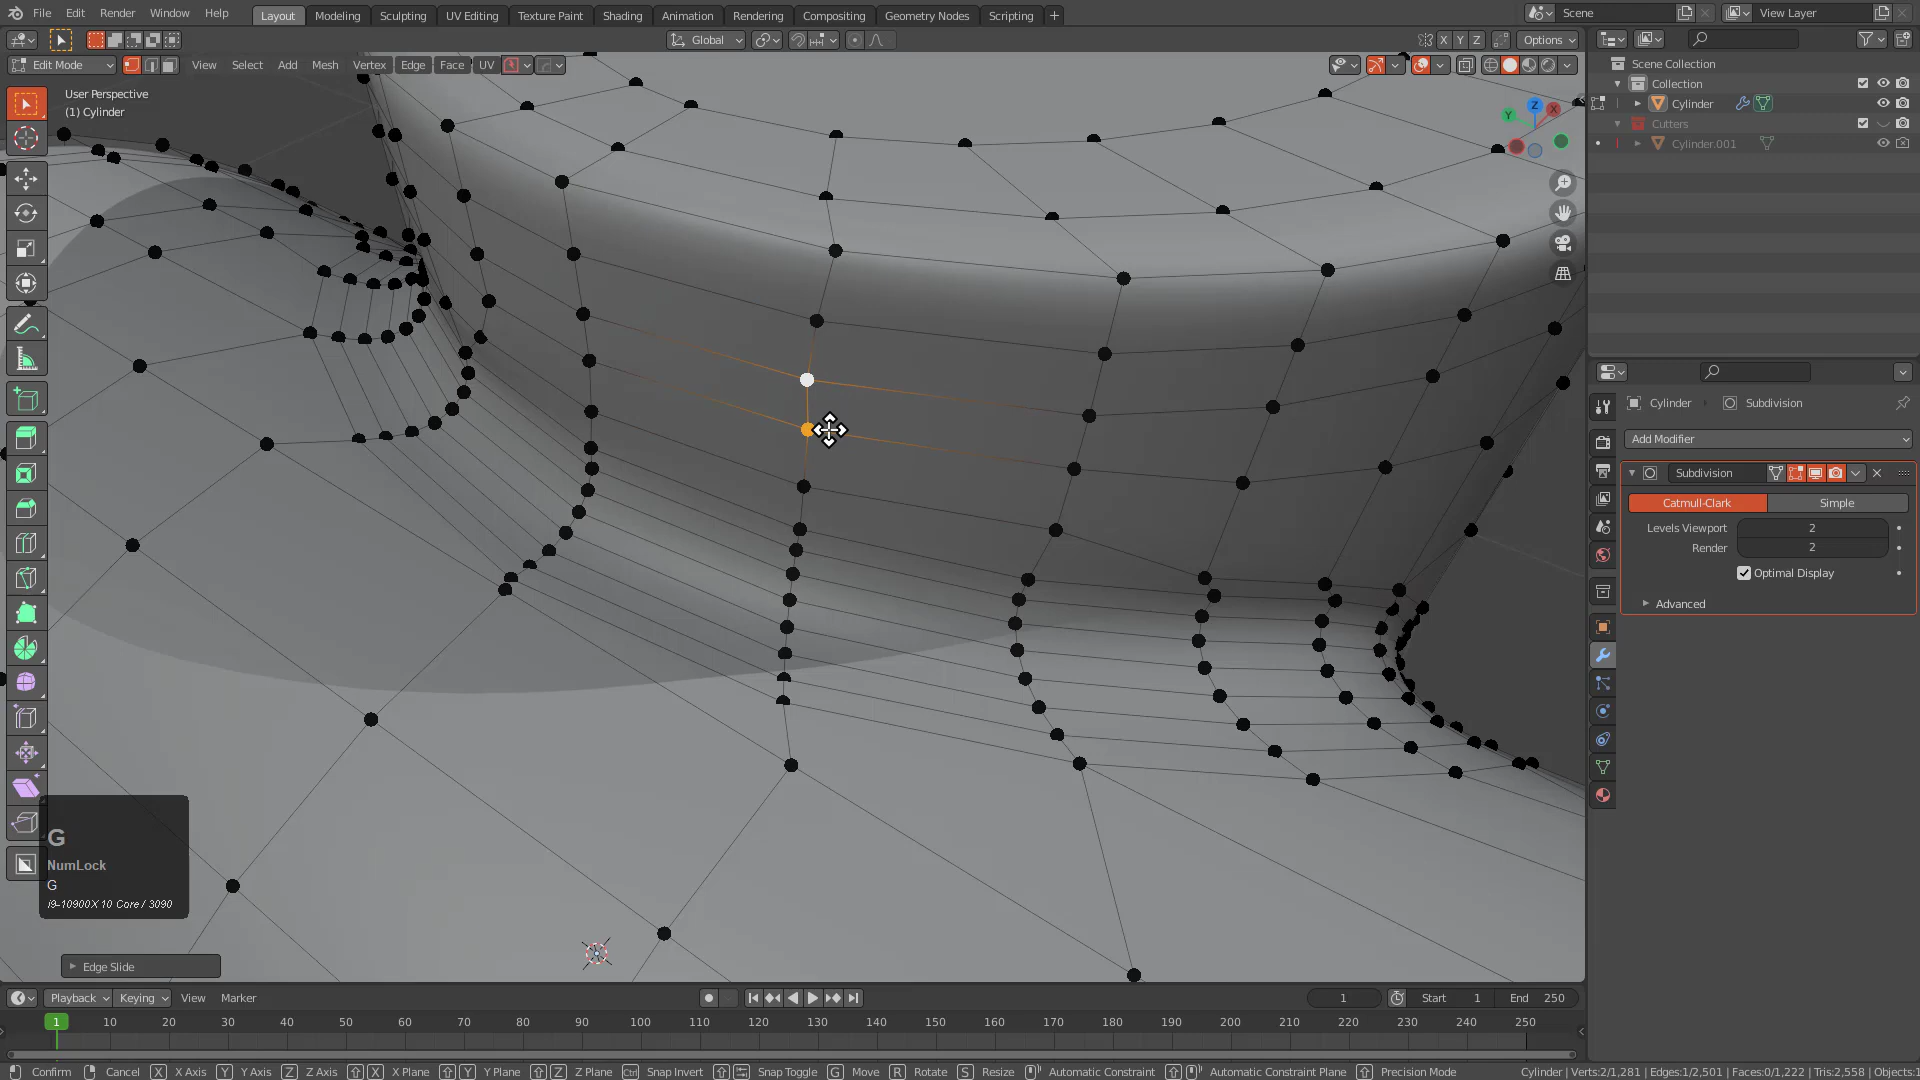 File Edit Render Window Help Layout Modeling Sculpting UV Editing Texture Paint Shading Animation Rendering Compositing Geometry Nodes Scripting + Scene View Layer
Global X Y Z Options
Edit Mode View Select Add Mesh Vertex Edge Face UV
User Perspective
(1) Cylinder
Z
X
Y
Scene Collection
Collection
Cylinder
Cutters
Cylinder.001
Cylinder Subdivision
Add Modifier
Subdivision
Catmull-Clark Simple
Levels Viewport 2
Render 2
Optimal Display
Advanced
G
NumLock
G
i9-10900X 10 Core / 3090
Edge Slide
Playback Keying View Marker 1 Start 1 End 250
1 10 20 30 40 50 60 70 80 90 100 110 120 130 140 150 160 170 180 190 200 210 220 230 240 250
Confirm Cancel X X Axis Y Y Axis Z Z Axis X X Plane Y Y Plane Z Z Plane Ctrl Snap Invert Snap Toggle G Move R Rotate S Resize Automatic Constraint Automatic Constraint Plane Precision Mode Cylinder | Verts:2/1,281 | Edges:1/2,501 | Faces:0/1,222 | Tris:2,558 | Objects:1